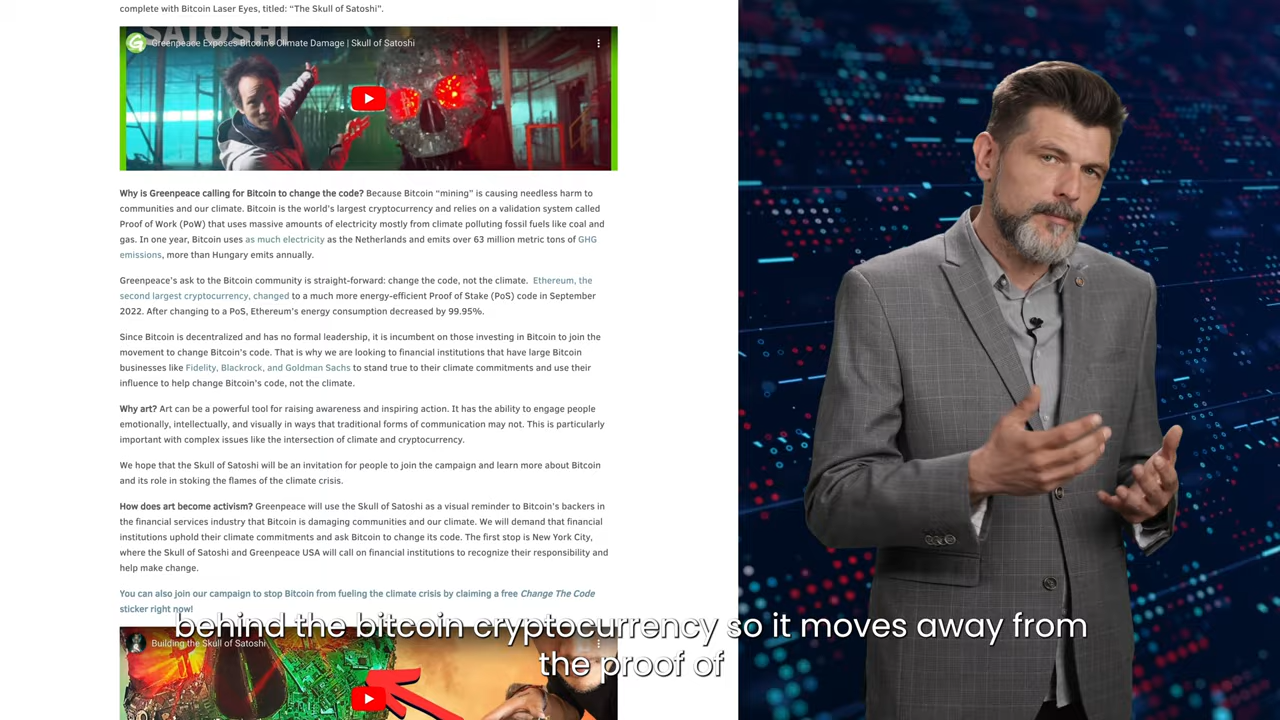 complete with Bitcoin Laser Eyes, titled: “The Skull of Satoshi”.
SATOSHI
Greenpeace Exposes Bitcoin's Climate Damage | Skull of Satoshi
Why is Greenpeace calling for Bitcoin to change the code? Because Bitcoin “mining” is causing needless harm to
communities and our climate. Bitcoin is the world’s largest cryptocurrency and relies on a validation system called
Proof of Work (PoW) that uses massive amounts of electricity mostly from climate polluting fossil fuels like coal and
gas. In one year, Bitcoin uses as much electricity as the Netherlands and emits over 63 million metric tons of GHG
emissions, more than Hungary emits annually.
Greenpeace’s ask to the Bitcoin community is straight-forward: change the code, not the climate. Ethereum, the
second largest cryptocurrency, changed to a much more energy-efficient Proof of Stake (PoS) code in September
2022. After changing to a PoS, Ethereum’s energy consumption decreased by 99.95%.
Since Bitcoin is decentralized and has no formal leadership, it is incumbent on those investing in Bitcoin to join the
movement to change Bitcoin’s code. That is why we are looking to financial institutions that have large Bitcoin
businesses like Fidelity, Blackrock, and Goldman Sachs to stand true to their climate commitments and use their
influence to help change Bitcoin’s code, not the climate.
Why art? Art can be a powerful tool for raising awareness and inspiring action. It has the ability to engage people
emotionally, intellectually, and visually in ways that traditional forms of communication may not. This is particularly
important with complex issues like the intersection of climate and cryptocurrency.
We hope that the Skull of Satoshi will be an invitation for people to join the campaign and learn more about Bitcoin
and its role in stoking the flames of the climate crisis.
How does art become activism? Greenpeace will use the Skull of Satoshi as a visual reminder to Bitcoin’s backers in
the financial services industry that Bitcoin is damaging communities and our climate. We will demand that financial
institutions uphold their climate commitments and ask Bitcoin to change its code. The first stop is New York City,
where the Skull of Satoshi and Greenpeace USA will call on financial institutions to recognize their responsibility and
help make change.
You can also join our campaign to stop Bitcoin from fueling the climate crisis by claiming a free Change The Code
sticker right now!
behind the bitcoin cryptocurrency so it moves away from
the proof of
Building the Skull of Satoshi